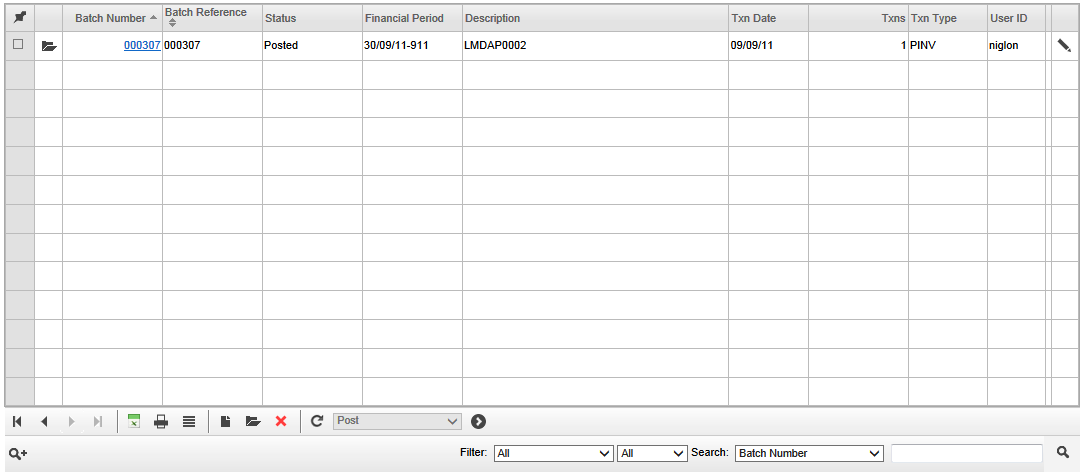 Batch Number Batch Reference Status Financial Period Description Txn Date Txns Txn Type User ID
000307 000307 Posted 30/09/11-911 LMDAP0002 09/09/11 1 PINV niglon
Post
Filter: All All Search: Batch Number